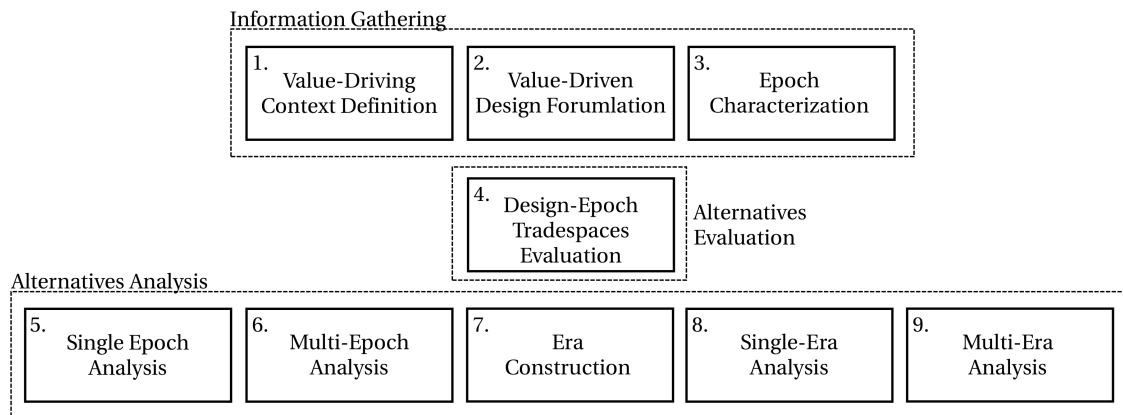 Information Gathering
1.
Value-Driving
Context Definition
2.
Value-Driven
Design Forumlation
3.
Epoch
Characterization
4.
Design-Epoch
Tradespaces
Evaluation
Alternatives
Evaluation
Alternatives Analysis
5.
Single Epoch
Analysis
6.
Multi-Epoch
Analysis
7.
Era
Construction
8.
Single-Era
Analysis
9.
Multi-Era
Analysis